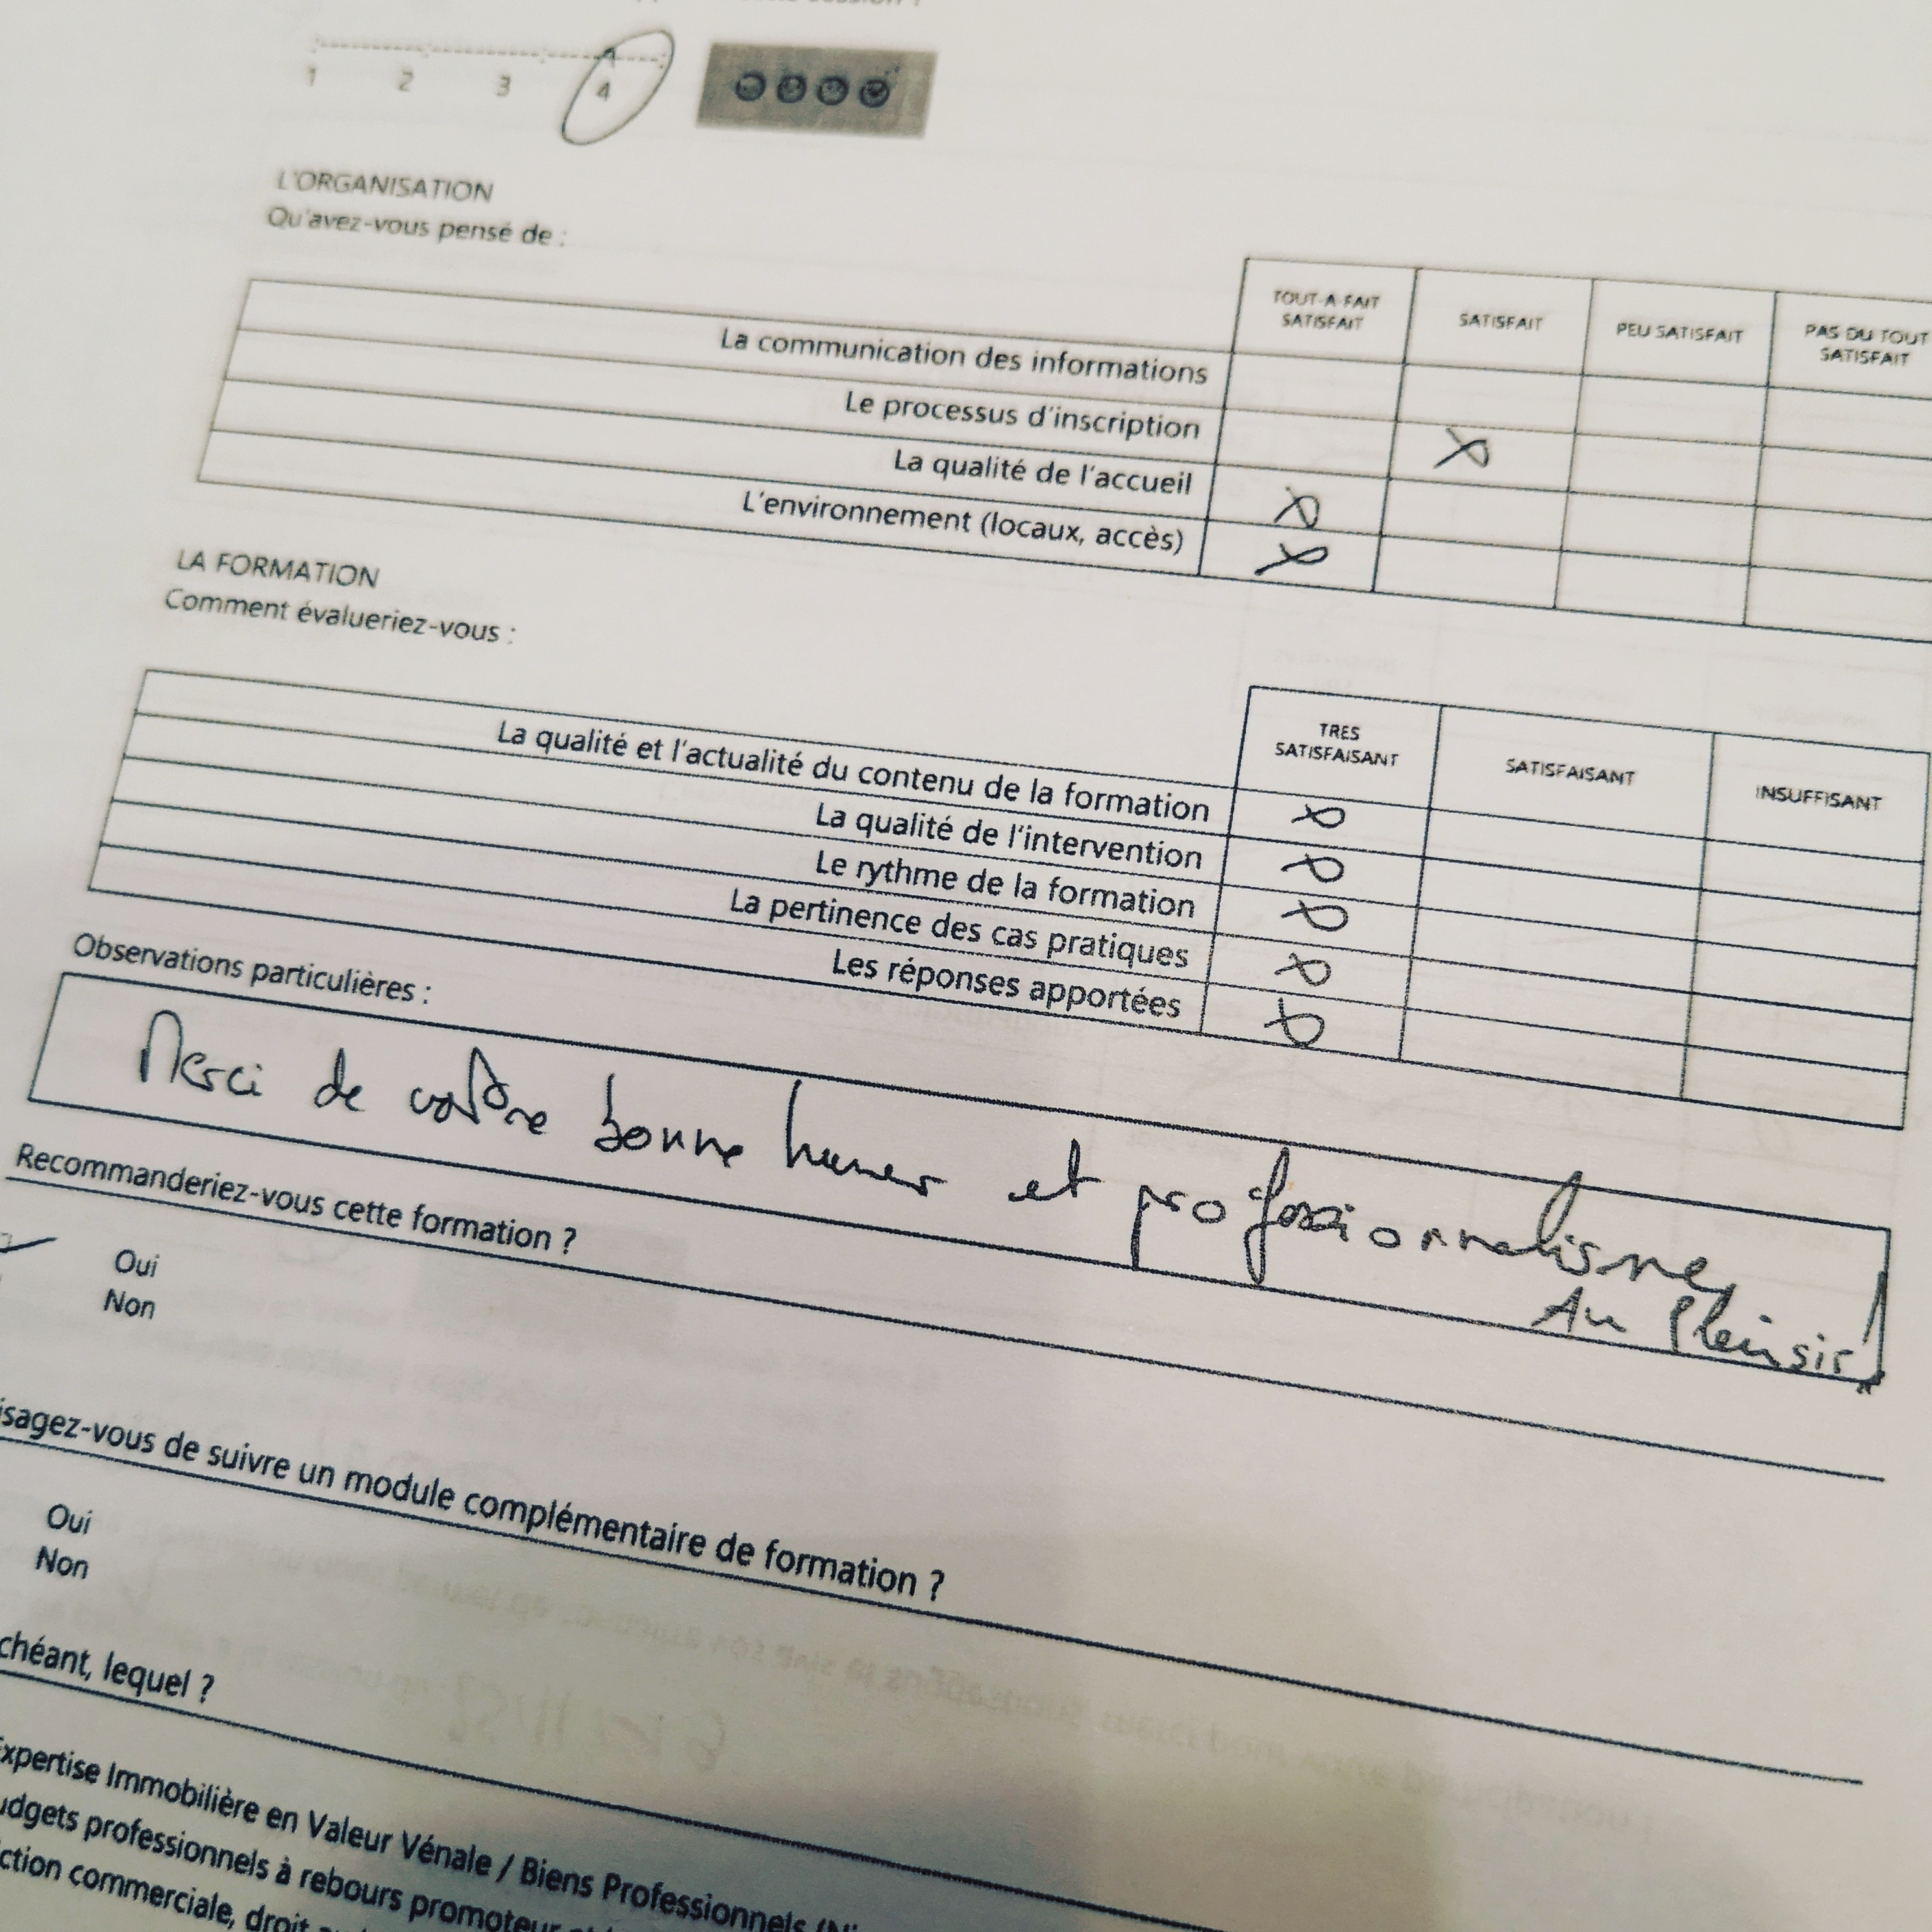 1 2 3 4
L'ORGANISATION
Qu'avez-vous pensé de :
TOUT-A-FAIT SATISFAIT SATISFAIT PEU SATISFAIT PAS DU TOUT SATISFAIT
La communication des informations
Le processus d'inscription
La qualité de l'accueil
L'environnement (locaux, accès)
LA FORMATION
Comment évalueriez-vous :
TRES SATISFAISANT SATISFAISANT INSUFFISANT
La qualité et l'actualité du contenu de la formation
La qualité de l'intervention
Le rythme de la formation
La pertinence des cas pratiques
Les réponses apportées
Observations particulières :
Merci de votre bonne humeur et professionnalisme,
Au Plaisir !
Recommanderiez-vous cette formation ?
Oui
Non
isagez-vous de suivre un module complémentaire de formation ?
Oui
Non
chéant, lequel ?
Expertise Immobilière en Valeur Vénale / Biens Professionnels
udgets professionnels à rebours promoteur
ction commerciale, droit